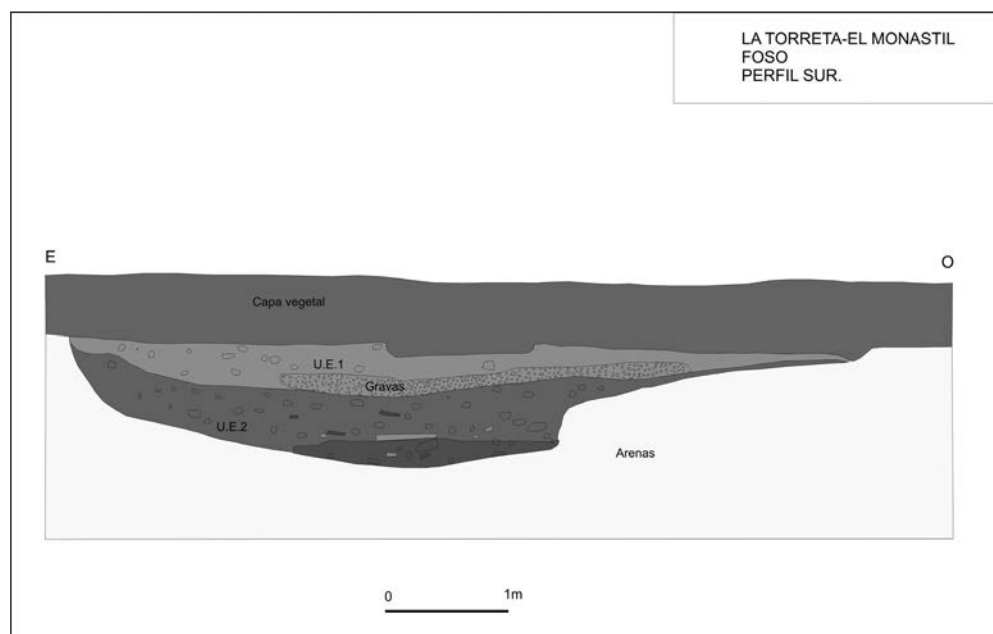 LA TORRETA-EL MONASTIL
FOSO
PERFIL SUR.
E
O
Capa vegetal
U.E.1
Gravas
U.E.2
Arenas
0 1m